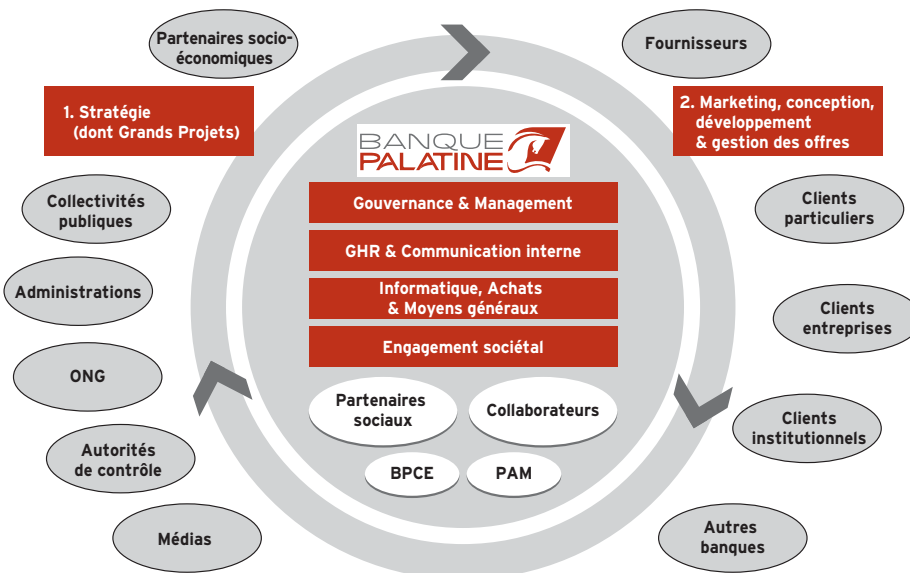 Partenaires socio-
économiques
Fournisseurs
1. Stratégie
(dont Grands Projets)
2. Marketing, conception,
développement
& gestion des offres
BANQUE
PALATINE
Gouvernance & Management
GHR & Communication interne
Informatique, Achats
& Moyens généraux
Engagement sociétal
Partenaires
sociaux
Collaborateurs
BPCE
PAM
Collectivités
publiques
Administrations
ONG
Autorités
de contrôle
Médias
Clients
particuliers
Clients
entreprises
Clients
institutionnels
Autres
banques